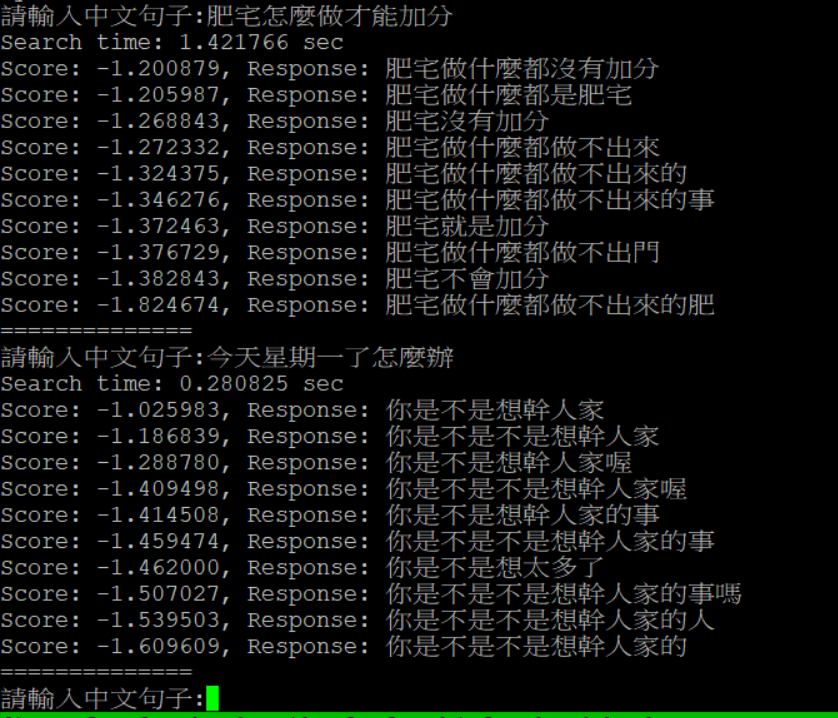 請輸入中文句子:肥宅怎麼做才能加分
Search time: 1.421766 sec
Score: -1.200879, Response: 肥宅做什麼都沒有加分
Score: -1.205987, Response: 肥宅做什麼都是肥宅
Score: -1.268843, Response: 肥宅沒有加分
Score: -1.272332, Response: 肥宅做什麼都做不出來
Score: -1.324375, Response: 肥宅做什麼都做不出來的
Score: -1.346276, Response: 肥宅做什麼都做不出來的事
Score: -1.372463, Response: 肥宅就是加分
Score: -1.376729, Response: 肥宅做什麼都做不出門
Score: -1.382843, Response: 肥宅不會加分
Score: -1.824674, Response: 肥宅做什麼都做不出來的肥
==============
請輸入中文句子:今天星期一了怎麼辦
Search time: 0.280825 sec
Score: -1.025983, Response: 你是不是想幹人家
Score: -1.186839, Response: 你是不是不是想幹人家
Score: -1.288780, Response: 你是不是想幹人家喔
Score: -1.409498, Response: 你是不是不是想幹人家喔
Score: -1.414508, Response: 你是不是想幹人家的事
Score: -1.459474, Response: 你是不是不是想幹人家的事
Score: -1.462000, Response: 你是不是想太多了
Score: -1.507027, Response: 你是不是不是想幹人家的事嗎
Score: -1.539503, Response: 你是不是不是想幹人家的人
Score: -1.609609, Response: 你是不是不是想幹人家的
==============
請輸入中文句子: